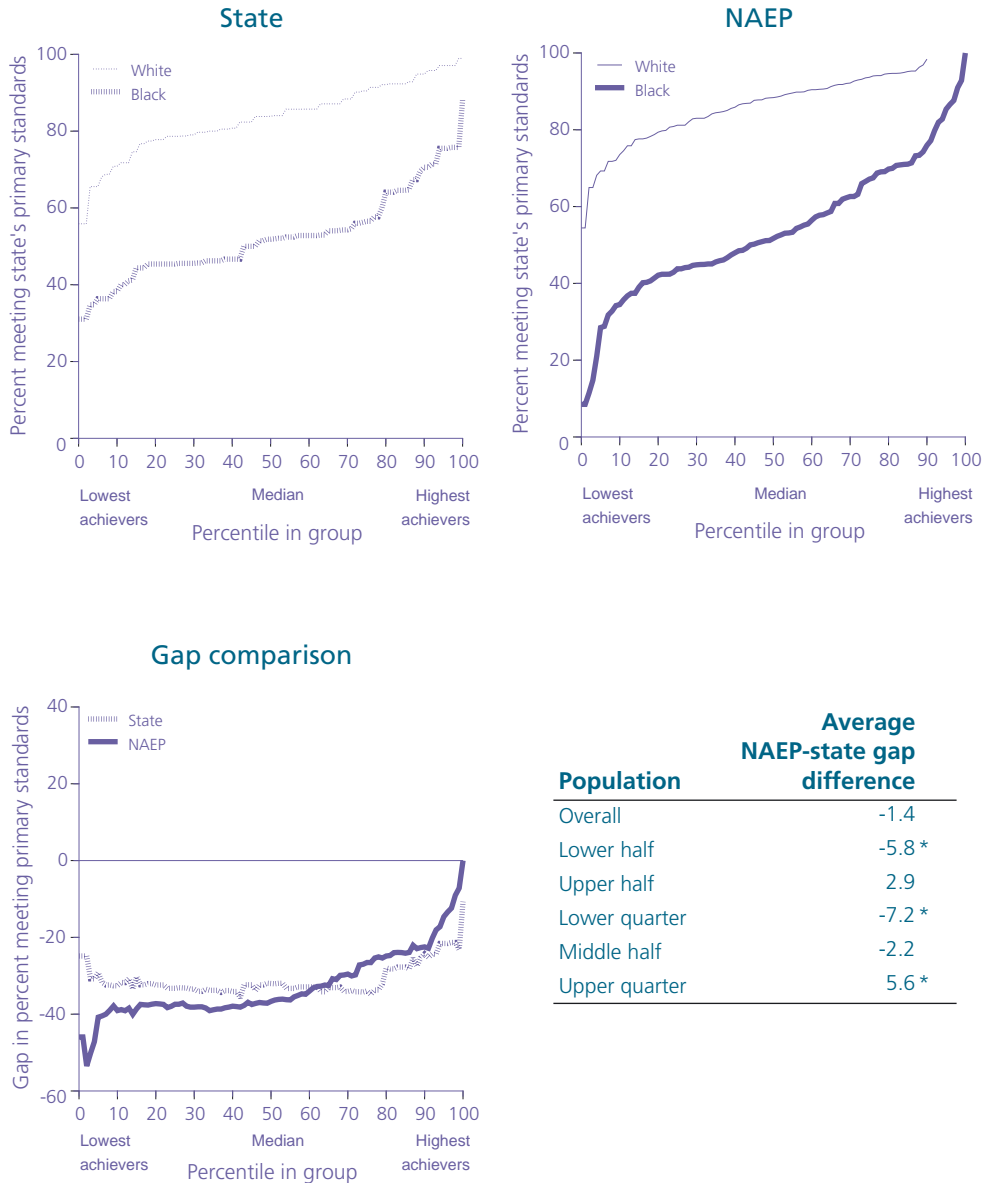 State
Percent meeting state's primary standards
100
80
60
40
20
0
White
Black
0 10 20 30 40 50 60 70 80 90 100
Lowest achievers
Median
Highest achievers
Percentile in group
NAEP
Percent meeting state's primary standards
100
80
60
40
20
0
White
Black
0 10 20 30 40 50 60 70 80 90 100
Lowest achievers
Median
Highest achievers
Percentile in group
Gap comparison
Gap in percent meeting primary standards
40
20
0
-20
-40
-60
State
NAEP
0 10 20 30 40 50 60 70 80 90 100
Lowest achievers
Median
Highest achievers
Percentile in group
Average
NAEP-state gap
Population difference
Overall -1.4
Lower half -5.8 *
Upper half 2.9
Lower quarter -7.2 *
Middle half -2.2
Upper quarter 5.6 *